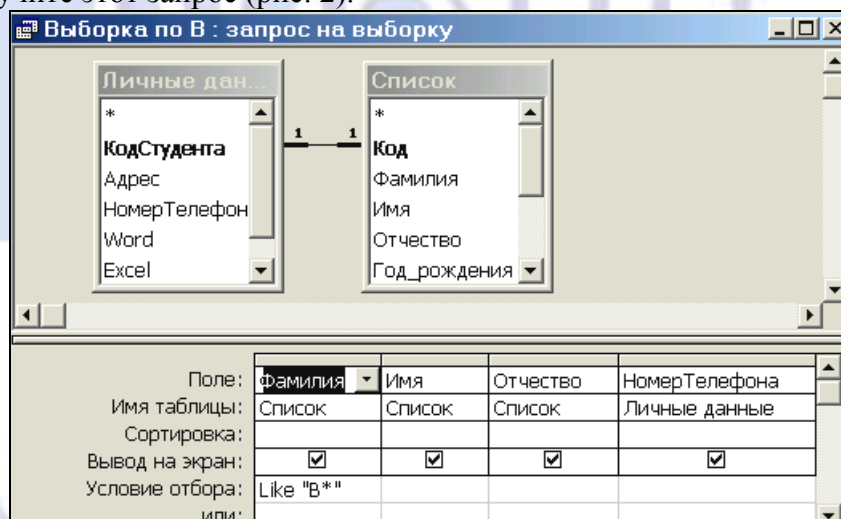 этот запрос (рис. 2).
Выборка по В : запрос на выборку
Личные дан...
*
КодСтудента
Адрес
НомерТелефон
Word
Excel
1 1
Список
*
Код
Фамилия
Имя
Отчество
Год_рождения
Поле: Фамилия Имя Отчество НомерТелефона
Имя таблицы: Список Список Список Личные данные
Сортировка:
Вывод на экран:
Условие отбора: Like "В*"
или: